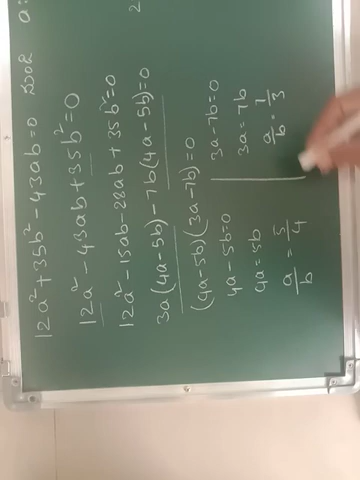 12a² + 35b² - 43ab = 0 ಎಂದರೆ a:
12a² - 43ab + 35b² = 0
12a² - 15ab - 28ab + 35b² = 0
3a(4a - 5b) - 7b(4a - 5b) = 0
(4a - 5b)(3a - 7b) = 0
4a - 5b = 0
4a = 5b
a/b = 5/4
3a - 7b = 0
3a = 7b
a/b = 7/3
2